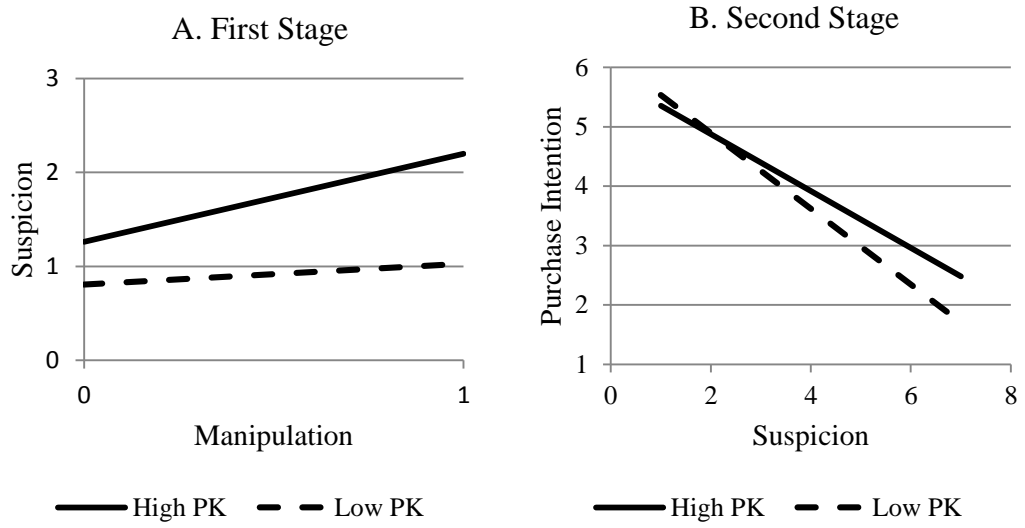 A. First Stage
3
2
1
0
Suspicion
0 1
Manipulation
High PK Low PK
B. Second Stage
6
5
4
3
2
1
Purchase Intention
0 2 4 6 8
Suspicion
High PK Low PK